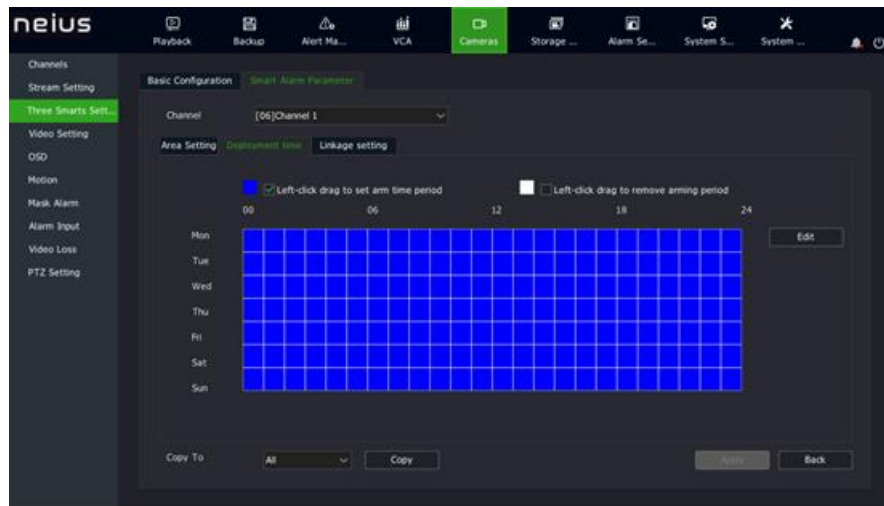 neius
Playback Backup Alert Ma... VCA Cameras Storage ... Alarm Se... System S... System ...
Channels
Stream Setting
Three Smarts Sett...
Video Setting
OSD
Motion
Mask Alarm
Alarm Input
Video Loss
PTZ Setting
Basic Configuration Smart Alarm Parameter
Channel [06]Channel 1
Area Setting Deployment time Linkage setting
Left-click drag to set arm time period Left-click drag to remove arming period
00 06 12 18 24
Mon Edit
Tue
Wed
Thu
Fri
Sat
Sun
Copy To All Copy Apply Back